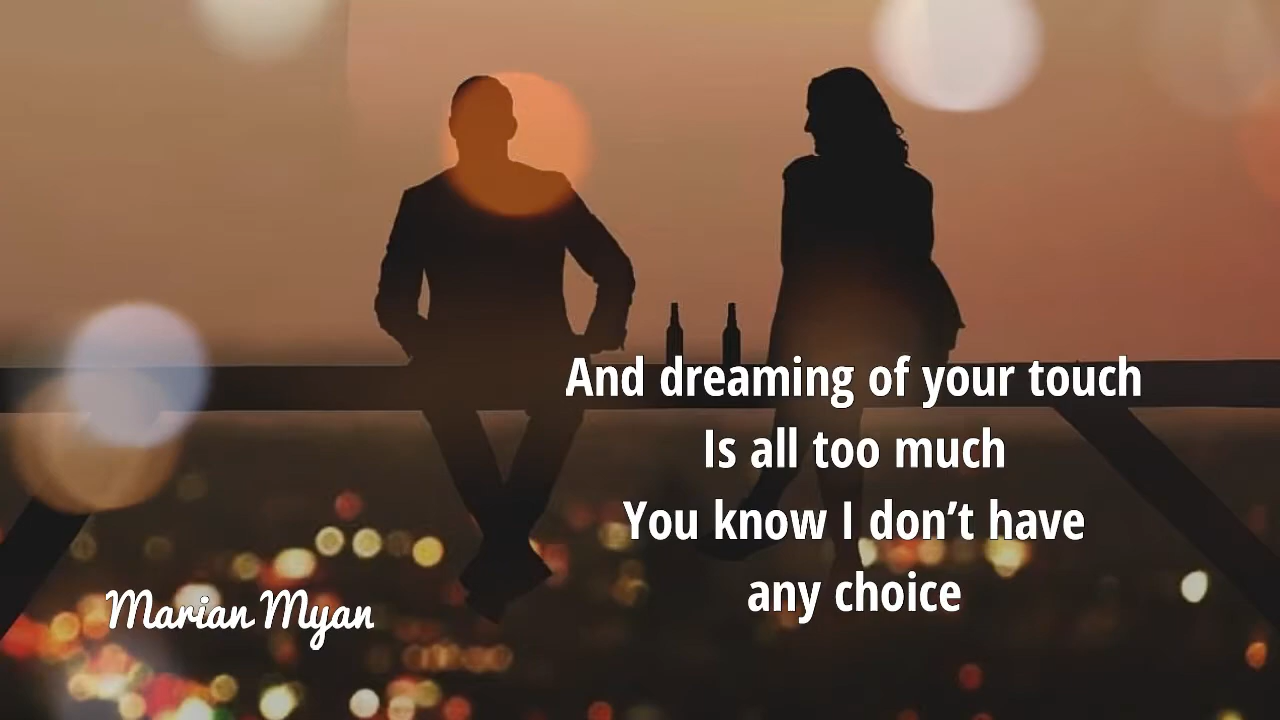 And dreaming of your touch
Is all too much
You know I don’t have
any choice
Marian Myan